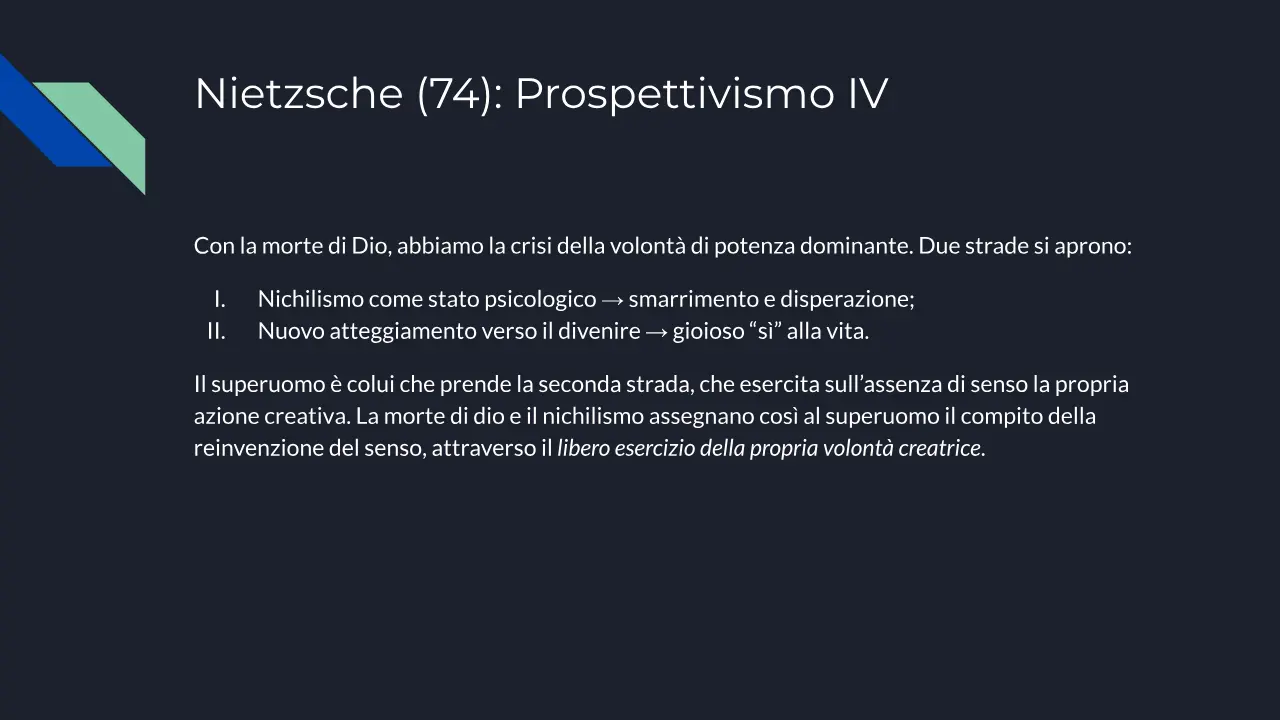 Nietzsche (74): Prospettivismo IV
Con la morte di Dio, abbiamo la crisi della volontà di potenza dominante. Due strade si aprono:
I. Nichilismo come stato psicologico → smarrimento e disperazione;
II. Nuovo atteggiamento verso il divenire → gioioso “sì” alla vita.
Il superuomo è colui che prende la seconda strada, che esercita sull’assenza di senso la propria
azione creativa. La morte di dio e il nichilismo assegnano così al superuomo il compito della
reinvenzione del senso, attraverso il libero esercizio della propria volontà creatrice.